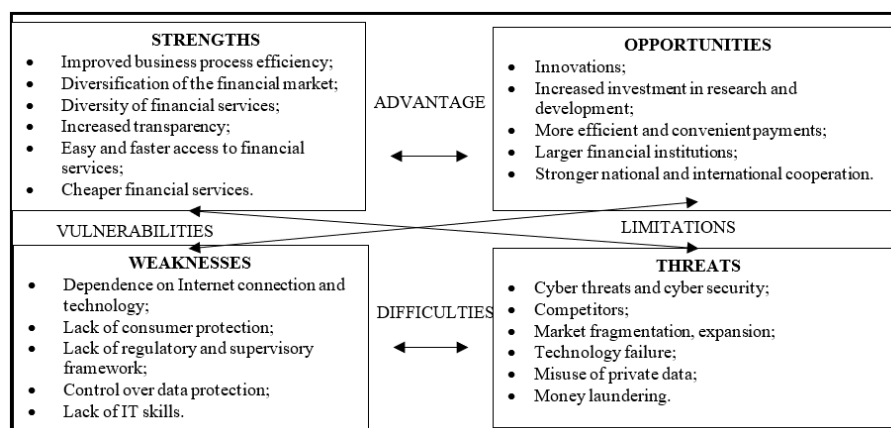 STRENGTHS
• Improved business process efficiency;
• Diversification of the financial market;
• Diversity of financial services;
• Increased transparency;
• Easy and faster access to financial
services;
• Cheaper financial services.
ADVANTAGE
OPPORTUNITIES
• Innovations;
• Increased investment in research and
development;
• More efficient and convenient payments;
• Larger financial institutions;
• Stronger national and international cooperation.
VULNERABILITIES
LIMITATIONS
WEAKNESSES
• Dependence on Internet connection and
technology;
• Lack of consumer protection;
• Lack of regulatory and supervisory
framework;
• Control over data protection;
• Lack of IT skills.
DIFFICULTIES
THREATS
• Cyber threats and cyber security;
• Competitors;
• Market fragmentation, expansion;
• Technology failure;
• Misuse of private data;
• Money laundering.